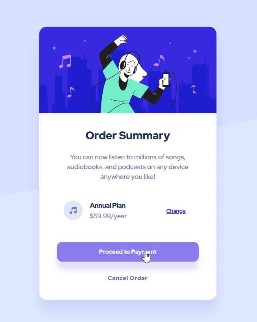 Order Summary
You can now listen to millions of songs,
audiobooks, and podcasts on any device
anywhere you like!
Annual Plan
$59.99/year
Change
Proceed to Payment
Cancel Order